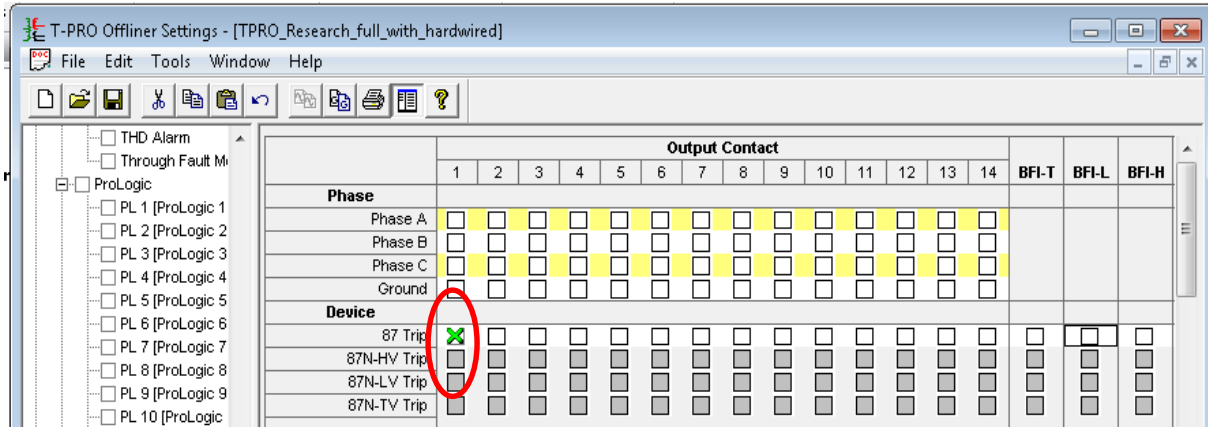 T-PRO Offliner Settings - [TPRO_Research_full_with_hardwired]
File Edit Tools Window Help
THD Alarm
Through Fault
ProLogic
PL 1 [ProLogic 1
PL 2 [ProLogic 2
PL 3 [ProLogic 3
PL 4 [ProLogic 4
PL 5 [ProLogic 5
PL 6 [ProLogic 6
PL 7 [ProLogic 7
PL 8 [ProLogic 8
PL 9 [ProLogic 9
PL 10 [ProLogic
Output Contact
1 2 3 4 5 6 7 8 9 10 11 12 13 14 BFI-T BFI-L BFI-H
Phase
Phase A
Phase B
Phase C
Ground
Device
87 Trip
87N-HV Trip
87N-LV Trip
87N-TV Trip